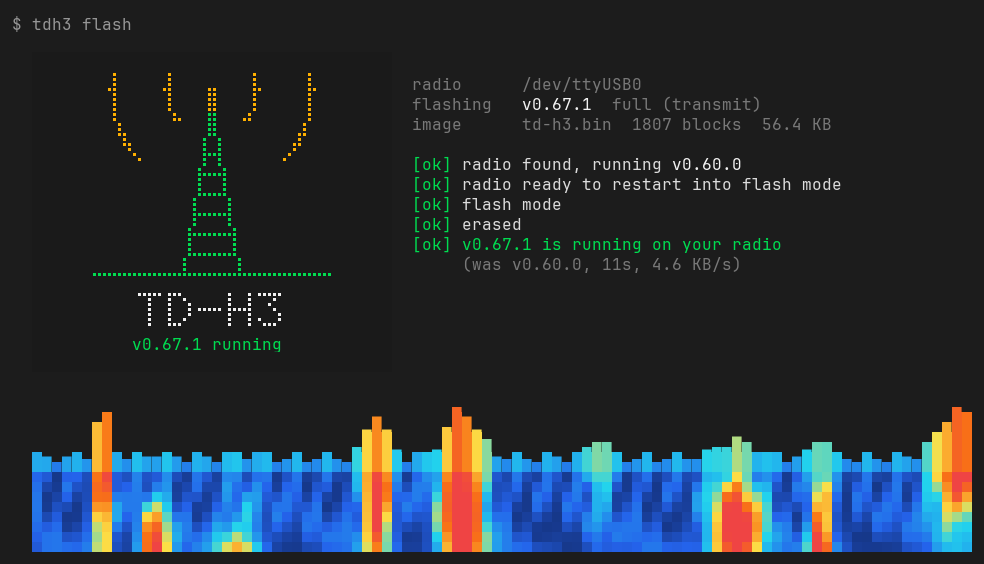 $ tdh3 flash
radio /dev/ttyUSB0
flashing v0.67.1 full (transmit)
image td-h3.bin 1807 blocks 56.4 KB
[ok] radio found, running v0.60.0
[ok] radio ready to restart into flash mode
[ok] flash mode
[ok] erased
[ok] v0.67.1 is running on your radio
(was v0.60.0, 11s, 4.6 KB/s)
TD-H3
v0.67.1 running